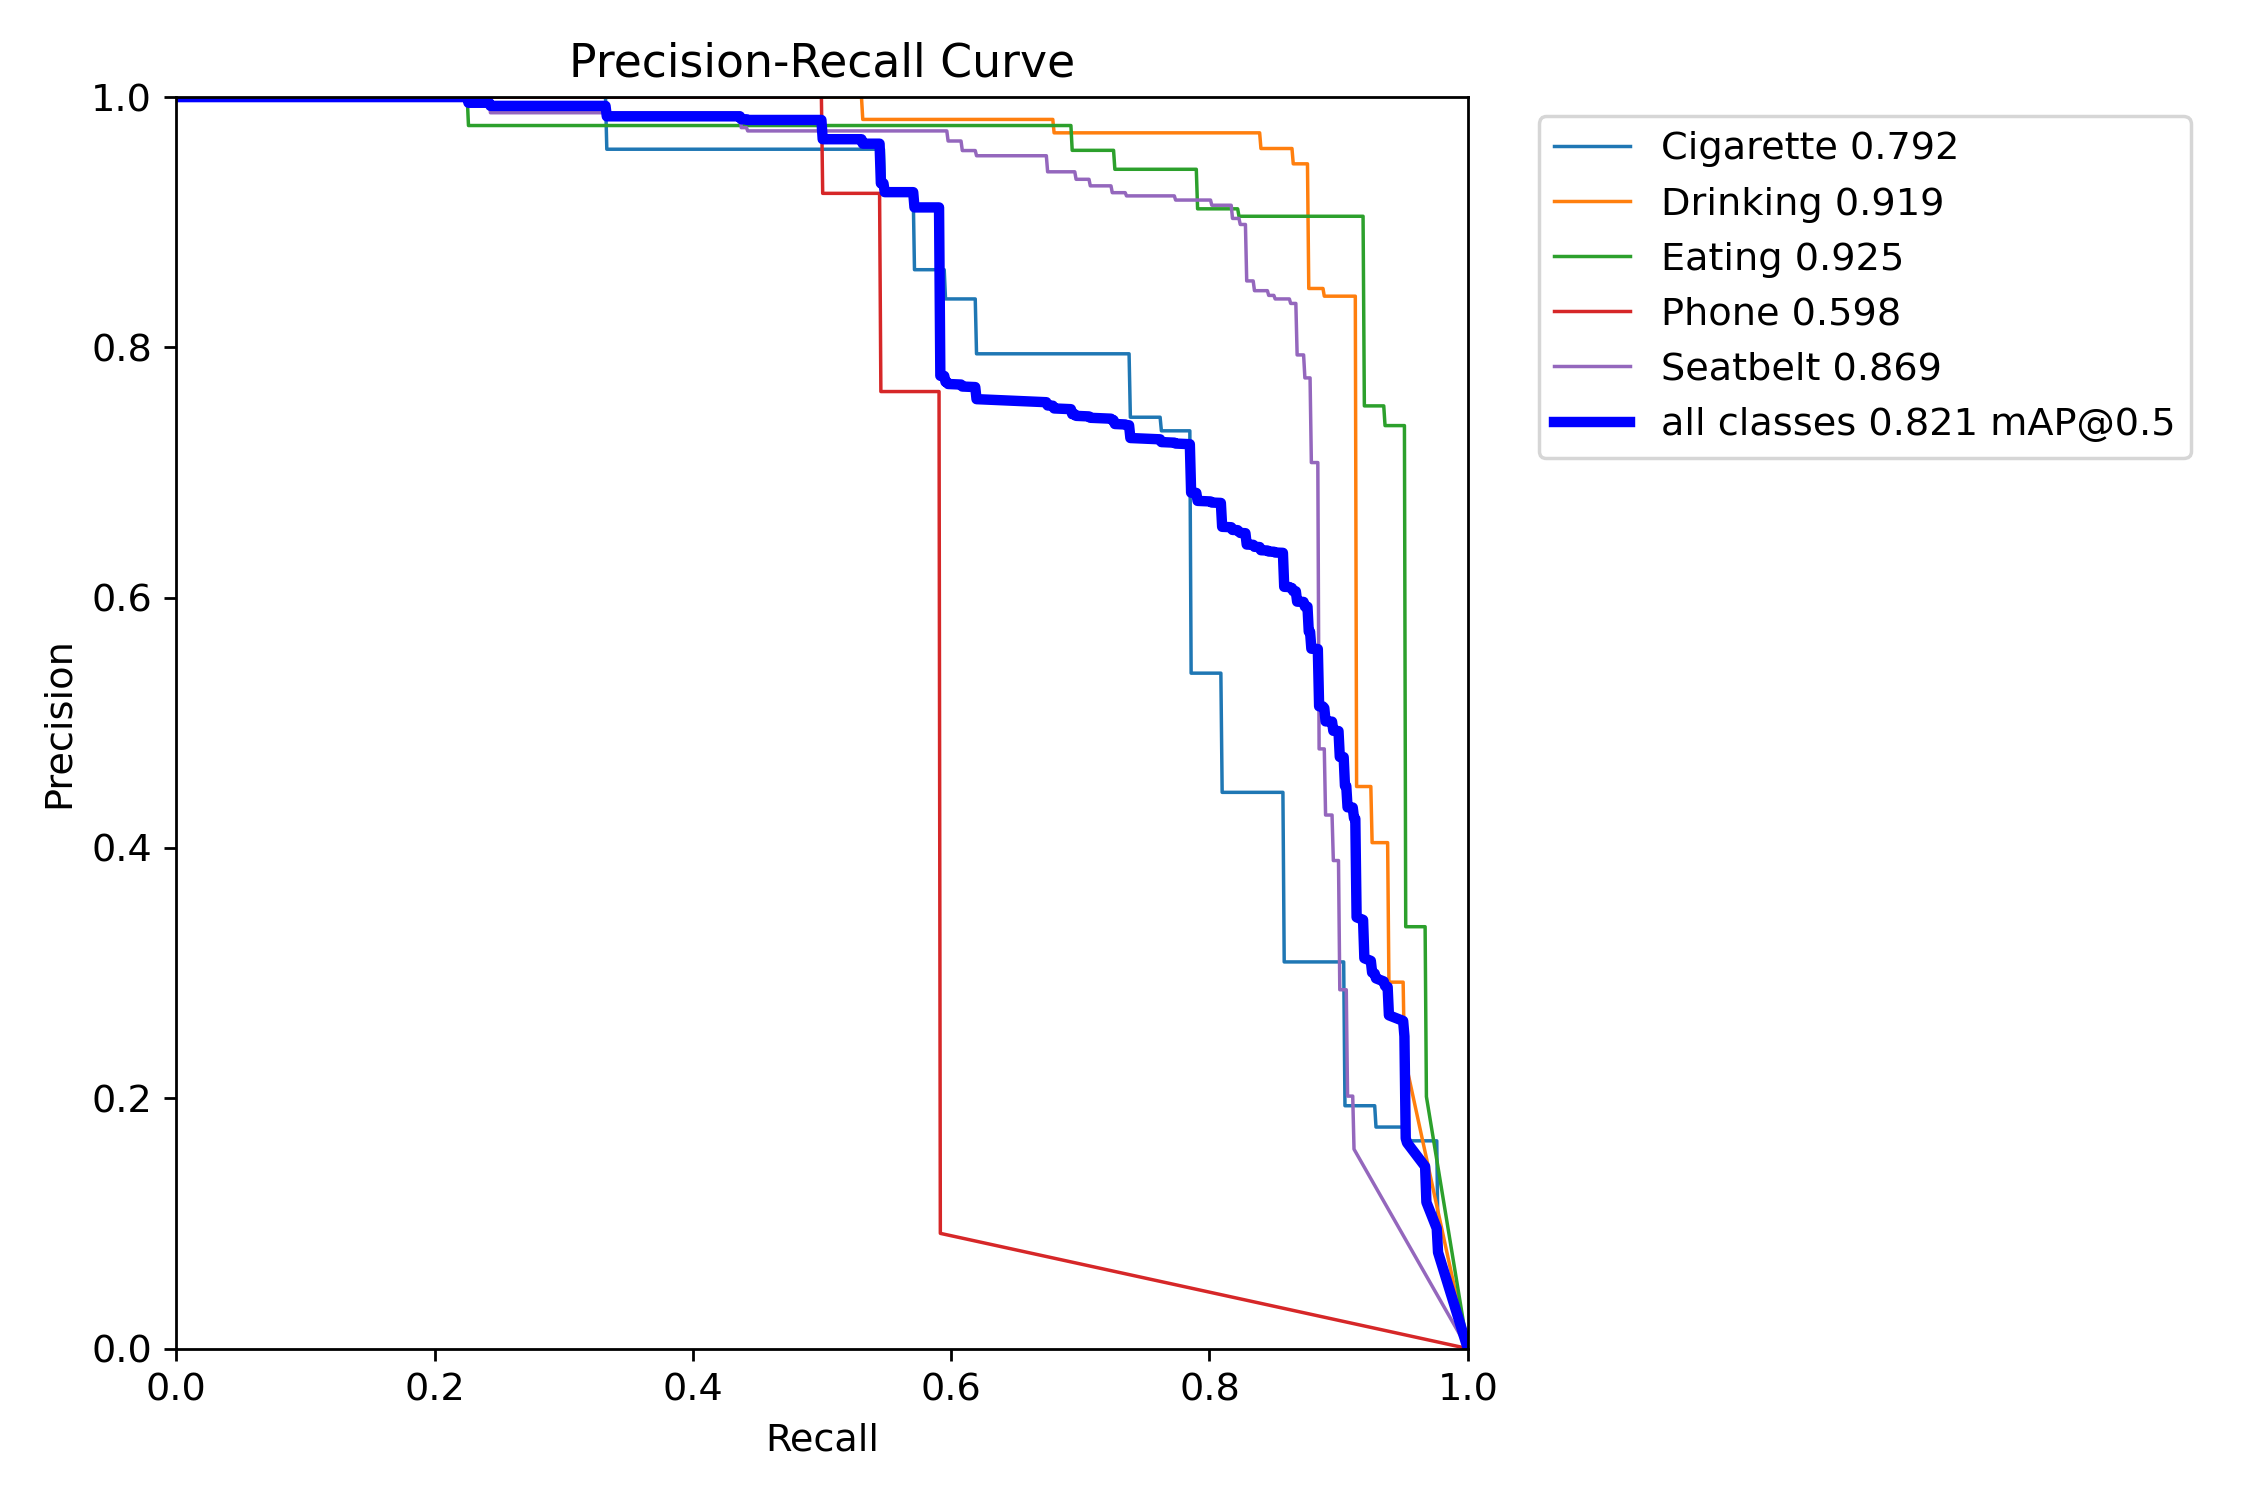 Precision-Recall Curve
1.0
0.8
0.6
0.4
0.2
0.0
Precision
0.0 0.2 0.4 0.6 0.8 1.0
Recall
Cigarette 0.792
Drinking 0.919
Eating 0.925
Phone 0.598
Seatbelt 0.869
all classes 0.821 mAP@0.5